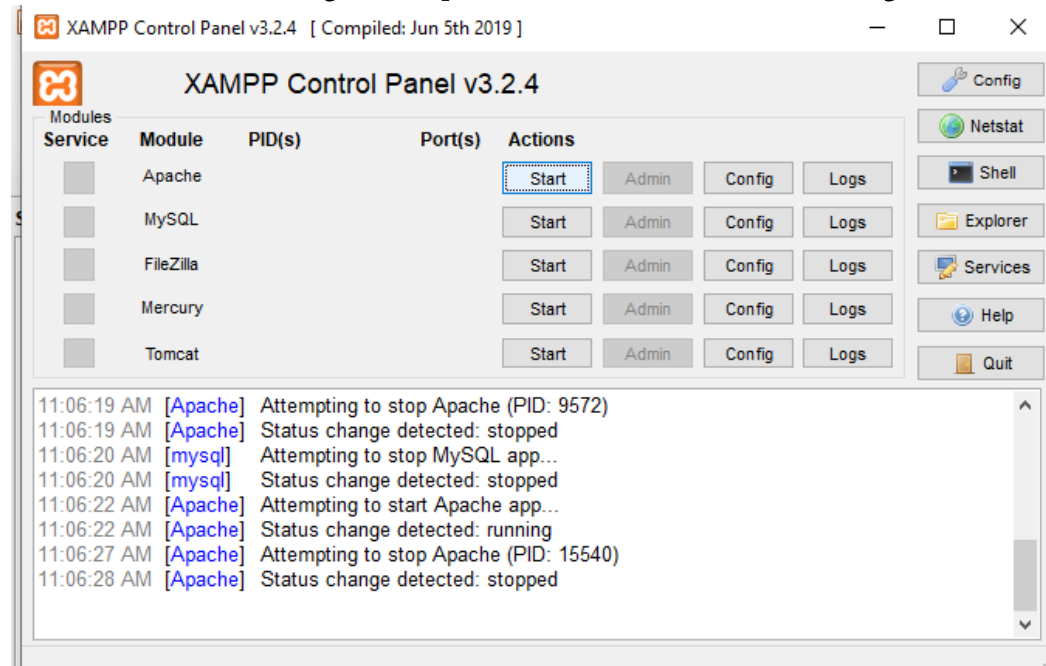 XAMPP Control Panel v3.2.4 [ Compiled: Jun 5th 2019 ]
XAMPP Control Panel v3.2.4
Config
Modules
Service Module PID(s) Port(s) Actions
Netstat
Apache Start Admin Config Logs
Shell
MySQL Start Admin Config Logs
Explorer
FileZilla Start Admin Config Logs
Services
Mercury Start Admin Config Logs
Help
Tomcat Start Admin Config Logs
Quit
11:06:19 AM [Apache] Attempting to stop Apache (PID: 9572)
11:06:19 AM [Apache] Status change detected: stopped
11:06:20 AM [mysql] Attempting to stop MySQL app...
11:06:20 AM [mysql] Status change detected: stopped
11:06:22 AM [Apache] Attempting to start Apache app...
11:06:22 AM [Apache] Status change detected: running
11:06:27 AM [Apache] Attempting to stop Apache (PID: 15540)
11:06:28 AM [Apache] Status change detected: stopped